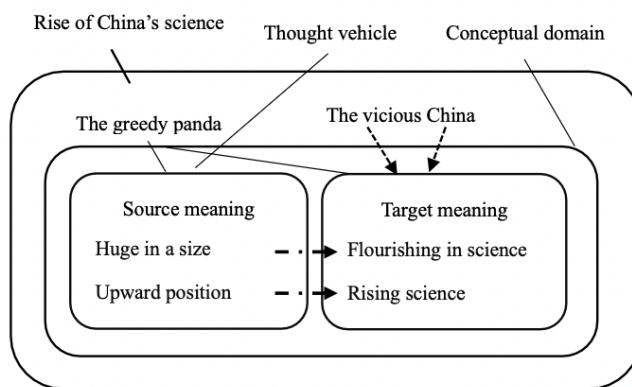 Rise of China's science
Thought vehicle
Conceptual domain
The greedy panda
The vicious China
Source meaning
Target meaning
Huge in a size
Flourishing in science
Upward position
Rising science